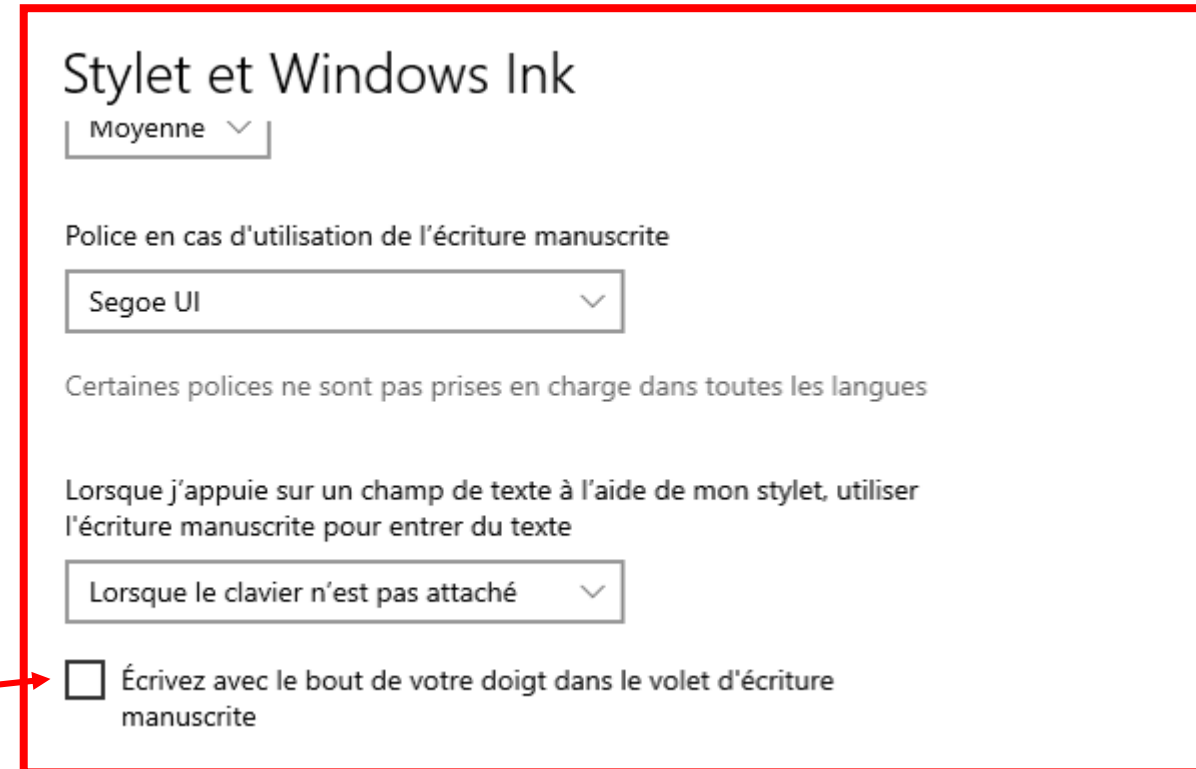 Stylet et Windows Ink
Moyenne
Police en cas d'utilisation de l’écriture manuscrite
Segoe UI
Certaines polices ne sont pas prises en charge dans toutes les langues
Lorsque j’appuie sur un champ de texte à l’aide de mon stylet, utiliser
l'écriture manuscrite pour entrer du texte
Lorsque le clavier n’est pas attaché
Écrivez avec le bout de votre doigt dans le volet d'écriture
manuscrite